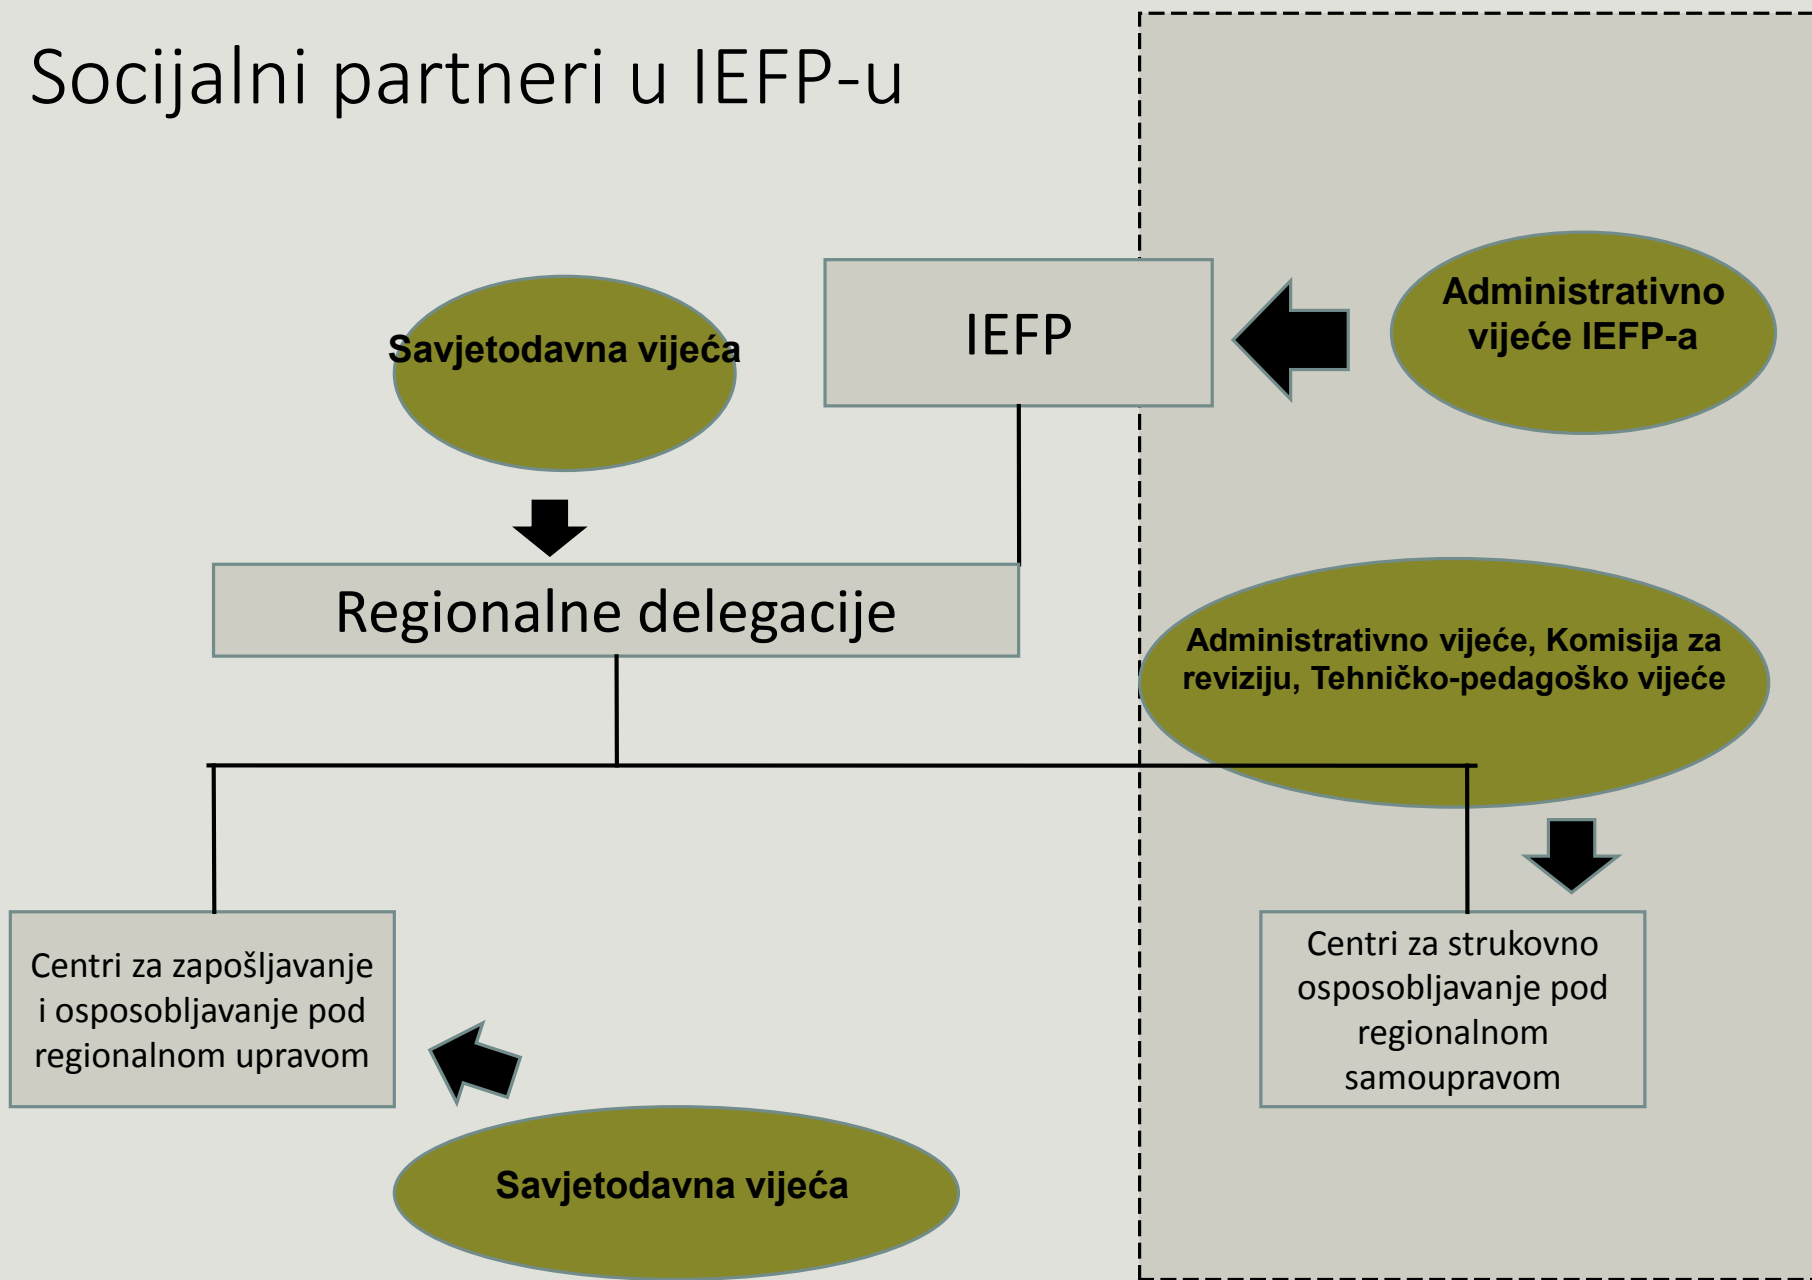 Socijalni partneri u IEFP-u
Savjetodavna vijeća
IEFP
Administrativno
vijeće IEFP-a
Regionalne delegacije
Administrativno vijeće, Komisija za
reviziju, Tehničko-pedagoško vijeće
Centri za zapošljavanje
i osposobljavanje pod
regionalnom upravom
Centri za strukovno
osposobljavanje pod
regionalnom
samoupravom
Savjetodavna vijeća